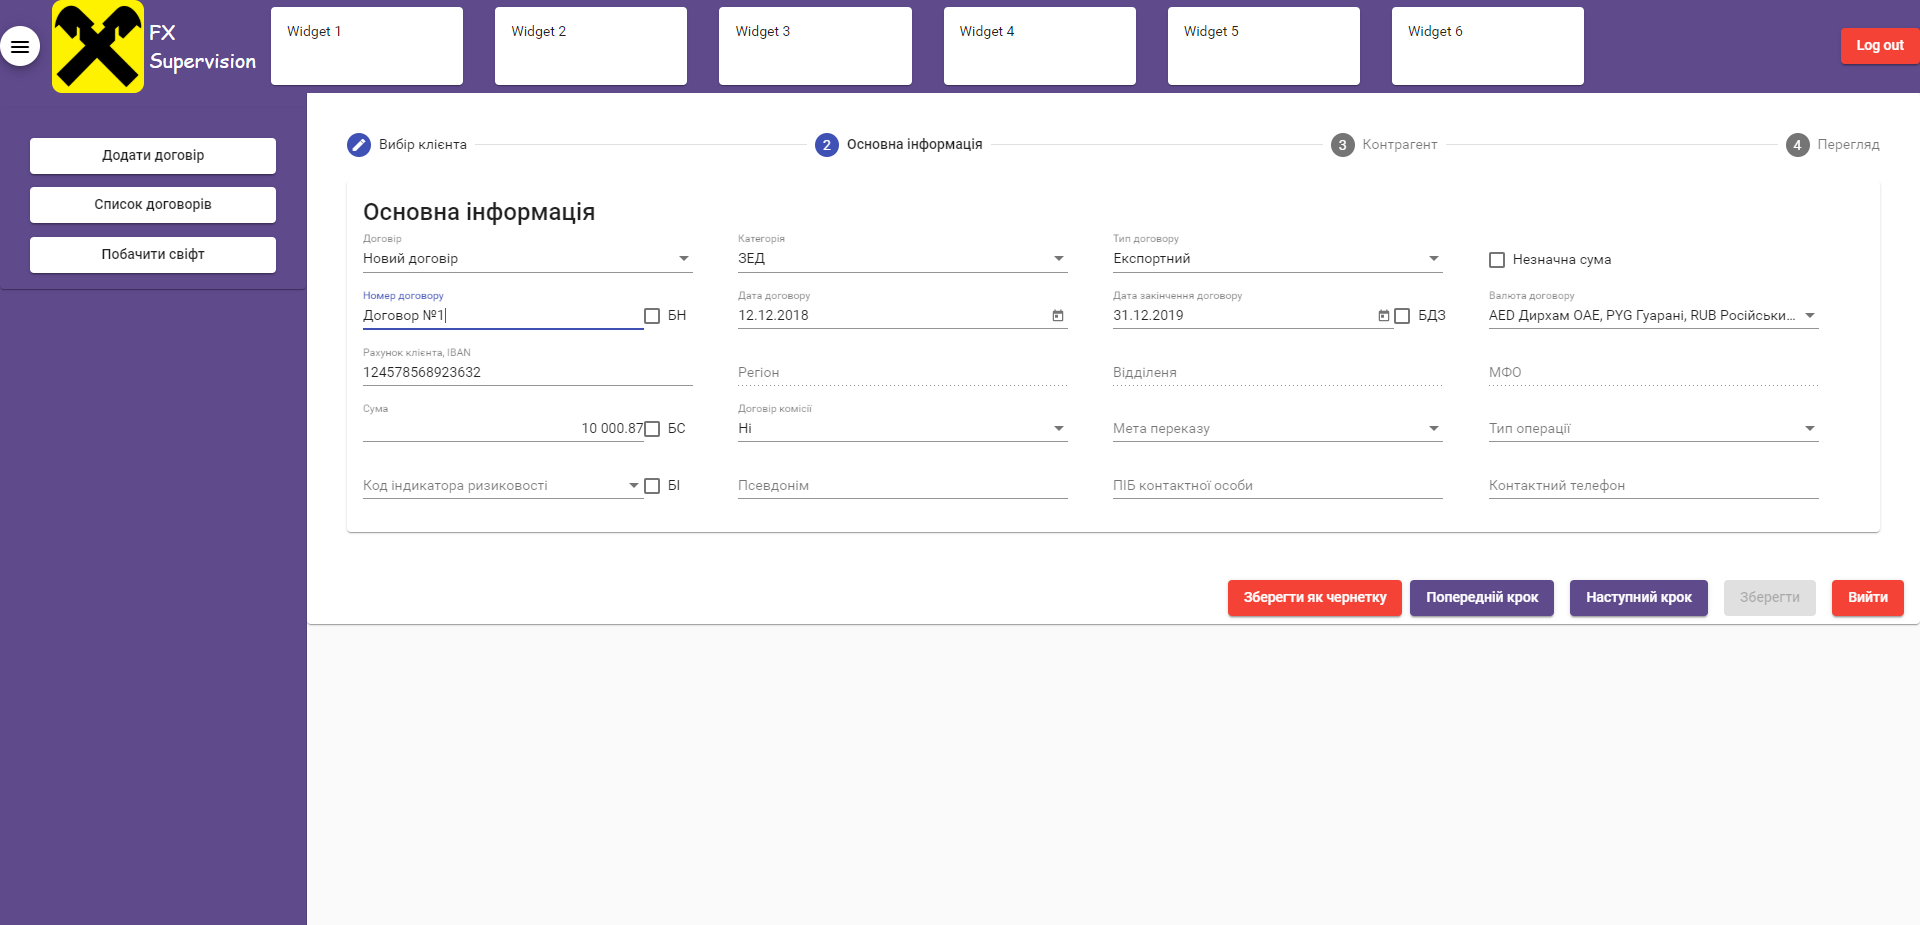 FX
Supervision
Widget 1
Widget 2
Widget 3
Widget 4
Widget 5
Widget 6
Log out
Додати договір
Список договорів
Побачити свіфт
Вибір клієнта
2 Основна інформація
3 Контрагент
4 Перегляд
Основна інформація
Договір
Новий договір
Категорія
ЗЕД
Тип договору
Експортний
Незначна сума
Номер договору
Договор №1
БН
Дата договору
12.12.2018
Дата закінчення договору
31.12.2019
БДЗ
Валюта договору
AED Дирхам ОАЕ, PYG Гуарані, RUB Російськи...
Рахунок клієнта, IBAN
124578568923632
Регіон
Відділеня
МФО
Сума
10 000.87
БС
Договір комісії
Ні
Мета переказу
Тип операції
Код індикатора ризиковості
БІ
Псевдонім
ПІБ контактної особи
Контактний телефон
Зберегти як чернетку
Попередній крок
Наступний крок
Зберегти
Вийти